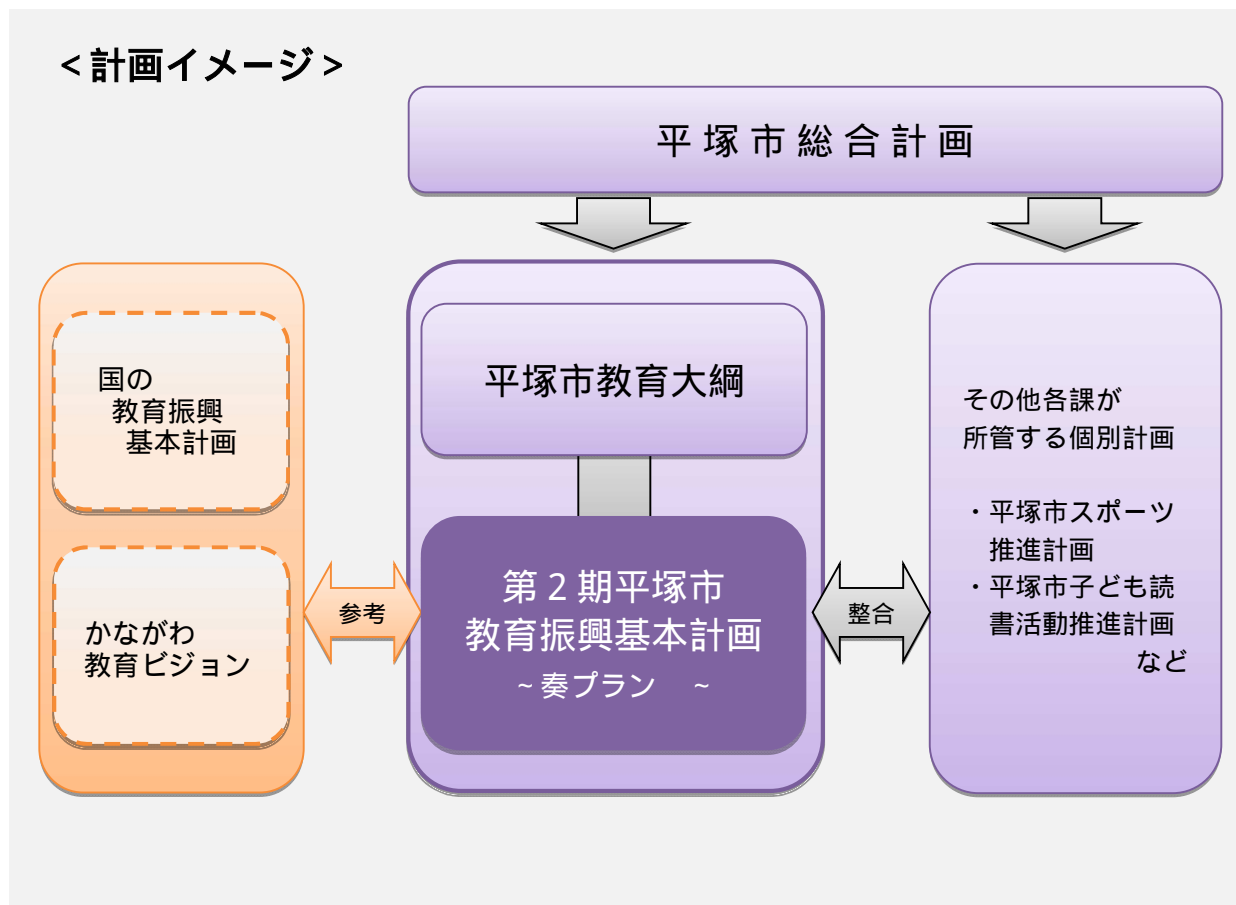 <計画イメージ>
平塚市総合計画
国の
教育振興
基本計画
かながわ
教育ビジョン
参考
平塚市教育大綱
第2期平塚市
教育振興基本計画
~奏プラン ~
整合
その他各課が
所管する個別計画
・平塚市スポーツ
推進計画
・平塚市子ども読
書活動推進計画
など